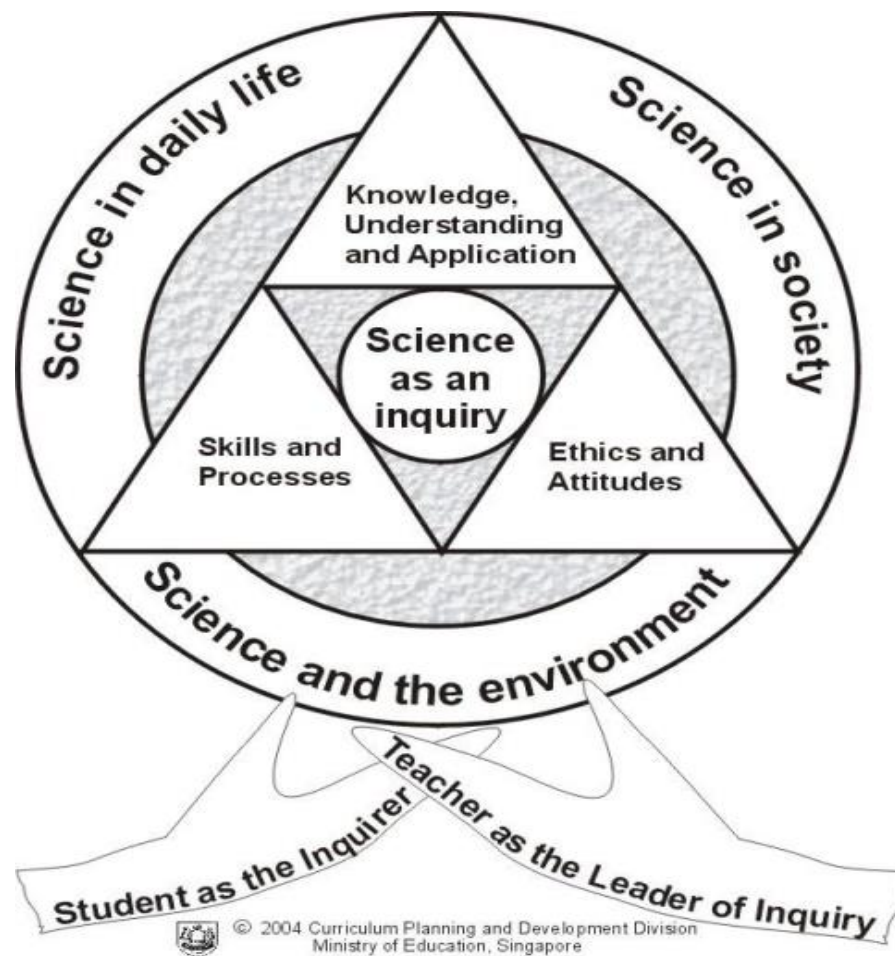 Science in daily life
Science in society
Knowledge,
Understanding
and Application
Science
as an
inquiry
Skills and
Processes
Ethics and
Attitudes
Science and the environment
Student as the Inquirer
Teacher as the Leader of Inquiry
© 2004 Curriculum Planning and Development Division
Ministry of Education, Singapore